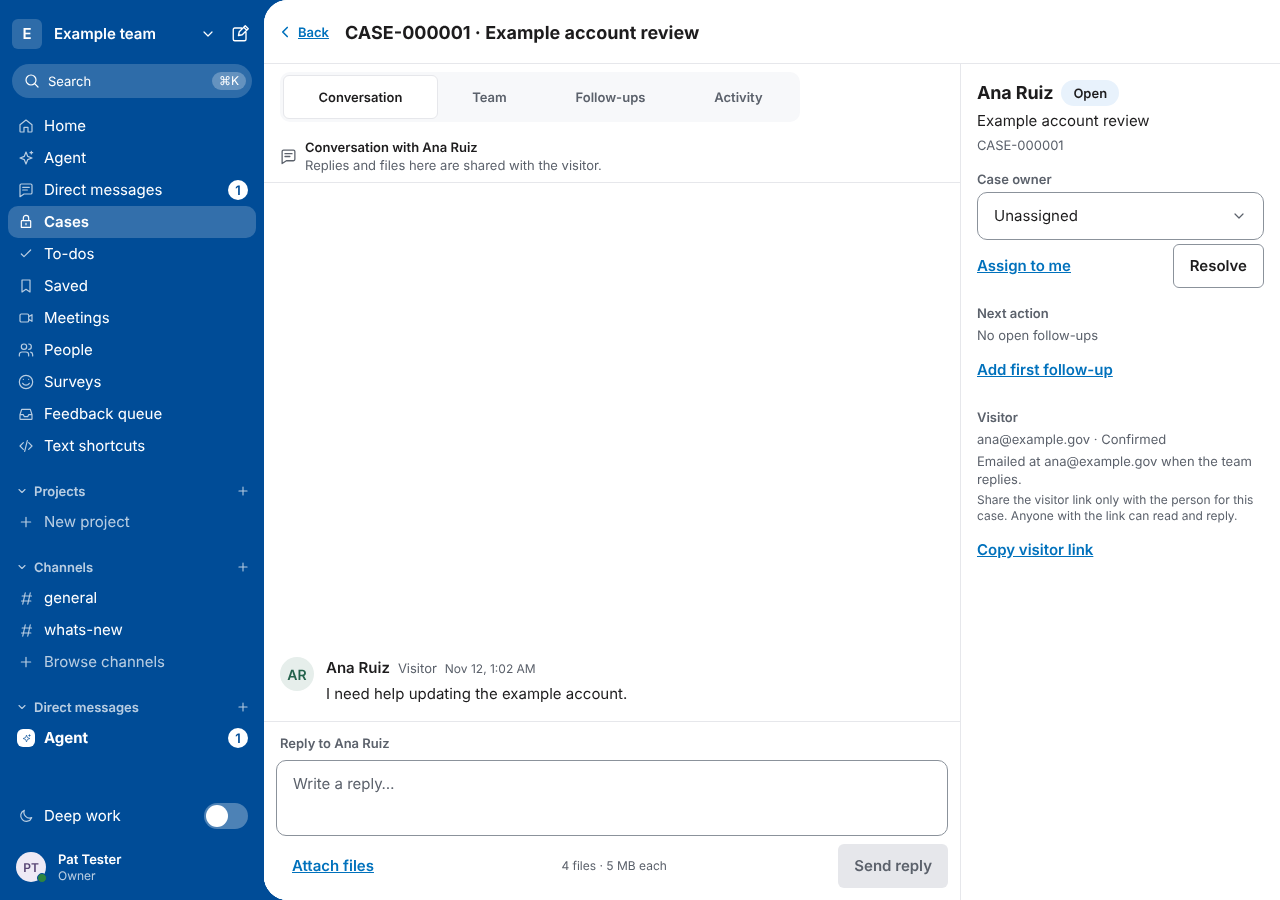 E Example team
Search ⌘K
Home
Agent
Direct messages 1
Cases
To-dos
Saved
Meetings
People
Surveys
Feedback queue
Text shortcuts
Projects
New project
Channels
general
whats-new
Browse channels
Direct messages
Agent 1
Deep work
PT Pat Tester
Owner
Back CASE-000001 · Example account review
Conversation Team Follow-ups Activity
Conversation with Ana Ruiz
Replies and files here are shared with the visitor.
AR Ana Ruiz Visitor Nov 12, 1:02 AM
I need help updating the example account.
Reply to Ana Ruiz
Write a reply...
Attach files 4 files · 5 MB each Send reply
Ana Ruiz Open
Example account review
CASE-000001
Case owner
Unassigned
Assign to me Resolve
Next action
No open follow-ups
Add first follow-up
Visitor
ana@example.gov · Confirmed
Emailed at ana@example.gov when the team
replies.
Share the visitor link only with the person for this
case. Anyone with the link can read and reply.
Copy visitor link